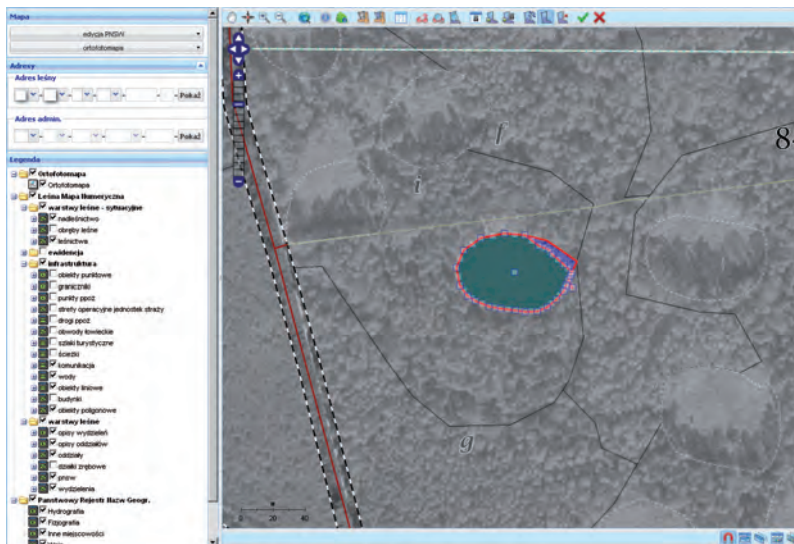 Mapa
edycja PNSW
ortofotomapa
Adresy
Adres leśny
Pokaż
Adres admin.
Pokaż
Legenda
Ortofotomapa
Ortofotomapa
Leśna Mapa Numeryczna
warstwy leśne - sytuacyjne
nadleśnictwo
obręby leśne
leśnictwa
ewidencja
infrastruktura
obiekty punktowe
graniczniki
punkty ppoż
strefy operacyjne jednostek straży
drogi ppoż
obwody łowieckie
szlaki turystyczne
ścieżki
komunikacja
wody
obiekty liniowe
budynki
obiekty poligonowe
warstwy leśne
opisy wydzieleń
opisy oddziałów
oddziały
działki zrębowe
pnsw
wydzielenia
Państwowy Rejestr Nazw Geogr.
Hydrografia
Fizjografia
Inne miejscowości
f
i
g
0 20 40